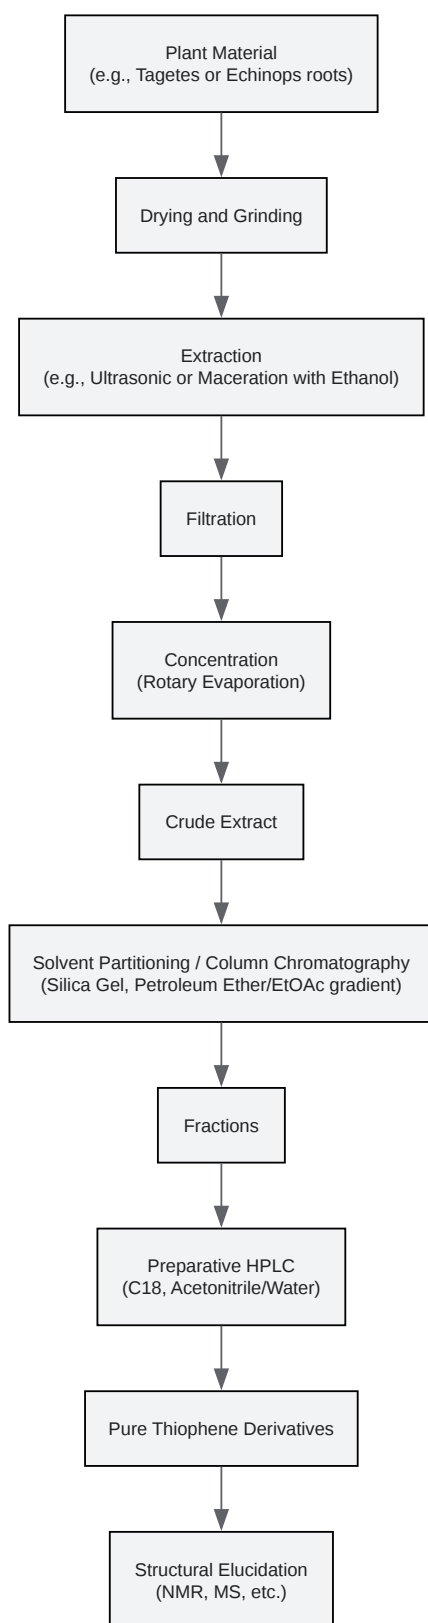 Plant Material
(e.g., Tagetes or Echinops roots)
Drying and Grinding
Extraction
(e.g., Ultrasonic or Maceration with Ethanol)
Filtration
Concentration
(Rotary Evaporation)
Crude Extract
Solvent Partitioning / Column Chromatography
(Silica Gel, Petroleum Ether/EtOAc gradient)
Fractions
Preparative HPLC
(C18, Acetonitrile/Water)
Pure Thiophene Derivatives
Structural Elucidation
(NMR, MS, etc.)